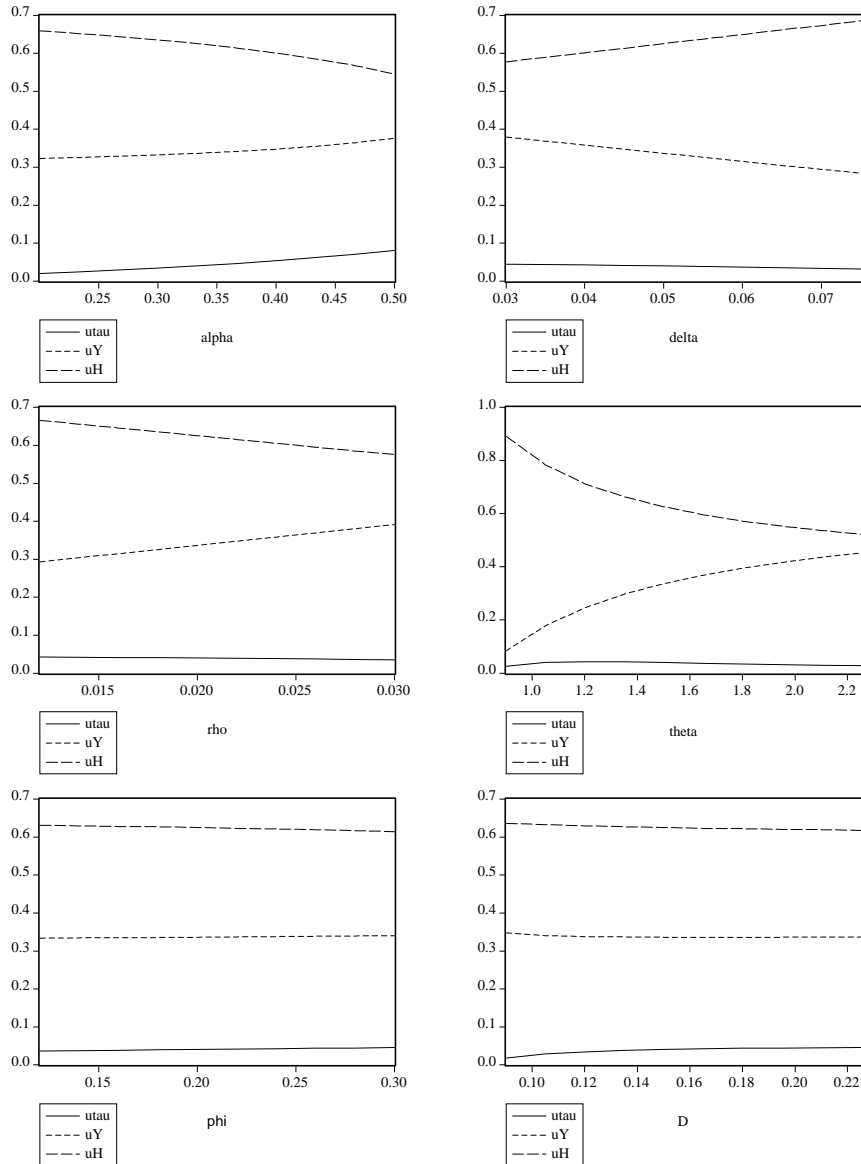 0.7
0.6
0.5
0.4
0.3
0.2
0.1
0.0
0.25 0.30 0.35 0.40 0.45 0.50
utau
uY
uH
alpha
0.7
0.6
0.5
0.4
0.3
0.2
0.1
0.0
0.03 0.04 0.05 0.06 0.07
utau
uY
uH
delta
0.7
0.6
0.5
0.4
0.3
0.2
0.1
0.0
0.015 0.020 0.025 0.030
utau
uY
uH
rho
1.0
0.8
0.6
0.4
0.2
0.0
1.0 1.2 1.4 1.6 1.8 2.0 2.2
utau
uY
uH
theta
0.7
0.6
0.5
0.4
0.3
0.2
0.1
0.0
0.15 0.20 0.25 0.30
utau
uY
uH
phi
0.7
0.6
0.5
0.4
0.3
0.2
0.1
0.0
0.10 0.12 0.14 0.16 0.18 0.20 0.22
utau
uY
uH
D